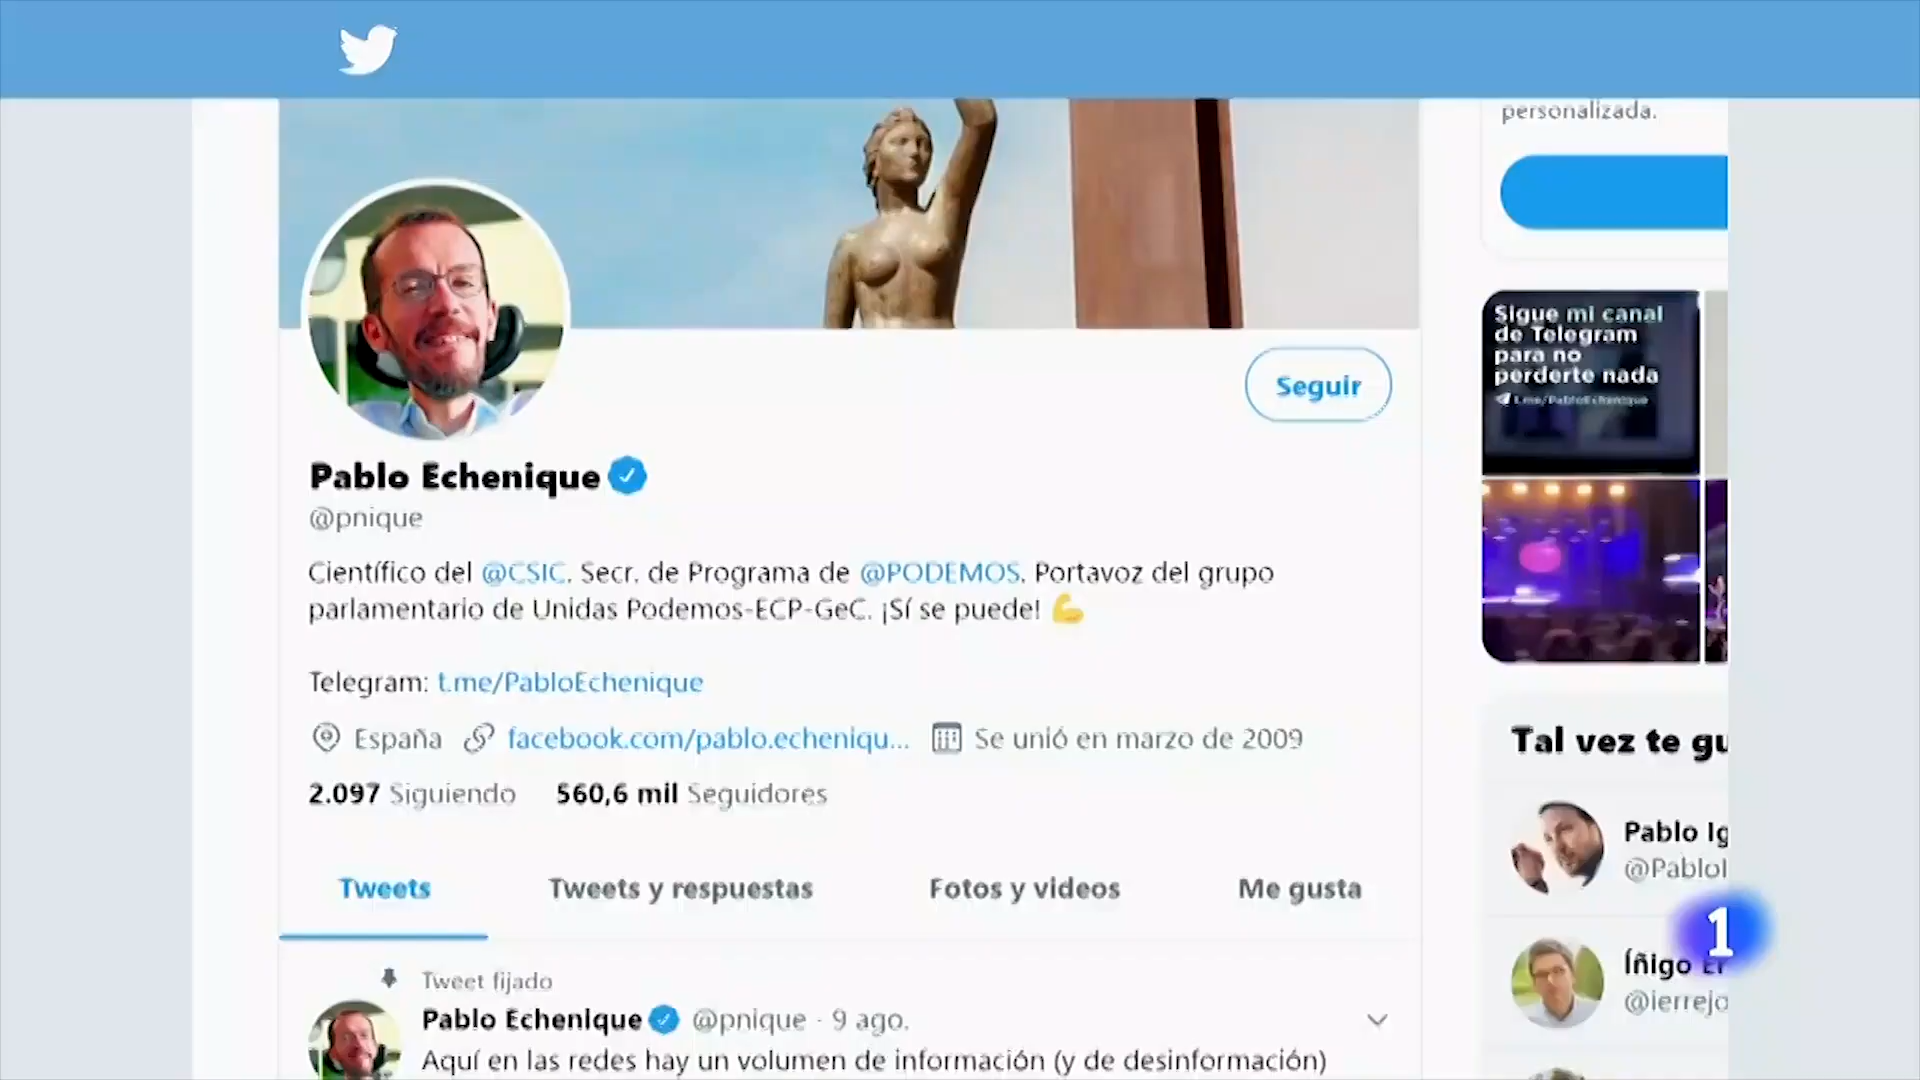 personalizada.
Sigue mi canal
de Telegram
para no
perderte nada
t.me/PabloEchenique
Seguir
Pablo Echenique
@pnique
Científico del @CSIC. Secr. de Programa de @PODEMOS. Portavoz del grupo
parlamentario de Unidas Podemos-ECP-GeC. ¡Sí se puede! 💪
Telegram: t.me/PabloEchenique
España facebook.com/pablo.echeniqu... Se unió en marzo de 2009
2.097 Siguiendo 560,6 mil Seguidores
Tweets Tweets y respuestas Fotos y videos Me gusta
Tweet fijado
Pablo Echenique @pnique · 9 ago.
Aquí en las redes hay un volumen de información (y de desinformación)
Tal vez te gu
Pablo Ig
@PabloI
Íñigo Er
@ierrejo
1